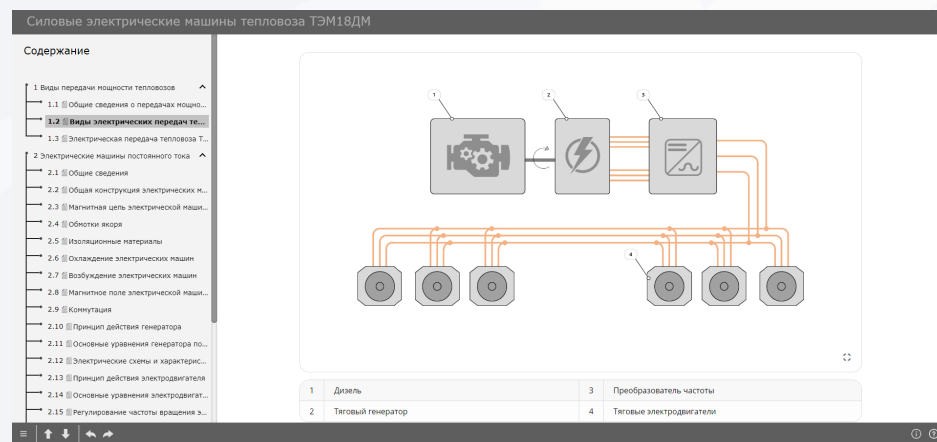 Силовые электрические машины тепловоза ТЭМ18ДМ
Содержание
1 Виды передачи мощности тепловозов
1.1 Общие сведения о передачах мощно...
1.2 Виды электрических передач те...
1.3 Электрическая передача тепловоза Т...
2 Электрические машины постоянного тока
2.1 Общие сведения
2.2 Общая конструкция электрических м...
2.3 Магнитная цепь электрической маши...
2.4 Обмотки якоря
2.5 Изоляционные материалы
2.6 Охлаждение электрических машин
2.7 Возбуждение электрических машин
2.8 Магнитное поле электрической маши...
2.9 Коммутация
2.10 Принцип действия генератора
2.11 Основные уравнения генератора по...
2.12 Электрические схемы и характерис...
2.13 Принцип действия электродвигателя
2.14 Основные уравнения электродвигат...
2.15 Регулирование частоты вращения э...
1
2
3
4
1 Дизель
3 Преобразователь частоты
2 Тяговый генератор
4 Тяговые электродвигатели